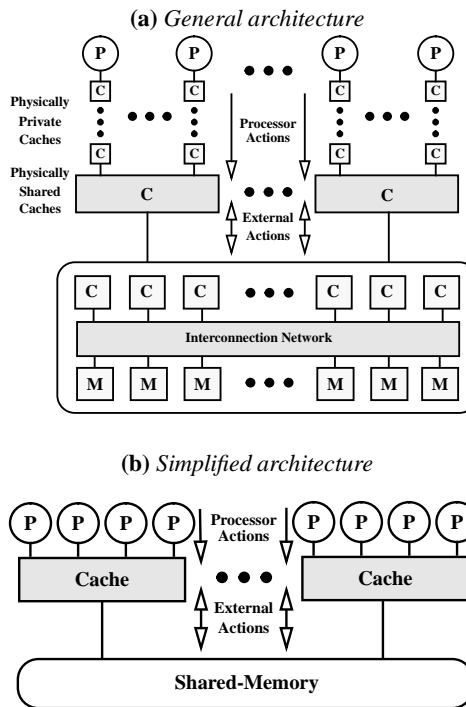 (a) General architecture
P P P P
Physically
Private
Caches
C C C C
Processor
Actions
C C C C
Physically
Shared
Caches
C C
External
Actions
C C C C C C
Interconnection Network
M M M M M M
(b) Simplified architecture
P P P P P P P P
Processor
Actions
Cache Cache
External
Actions
Shared-Memory